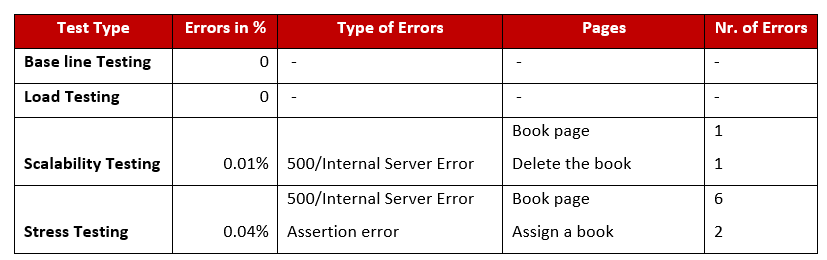 Test Type Errors in % Type of Errors Pages Nr. of Errors
Base line Testing 0 - - -
Load Testing 0 - - -
Book page 1
Scalability Testing 0.01% 500/Internal Server Error Delete the book 1
500/Internal Server Error Book page 6
Stress Testing 0.04% Assertion error Assign a book 2